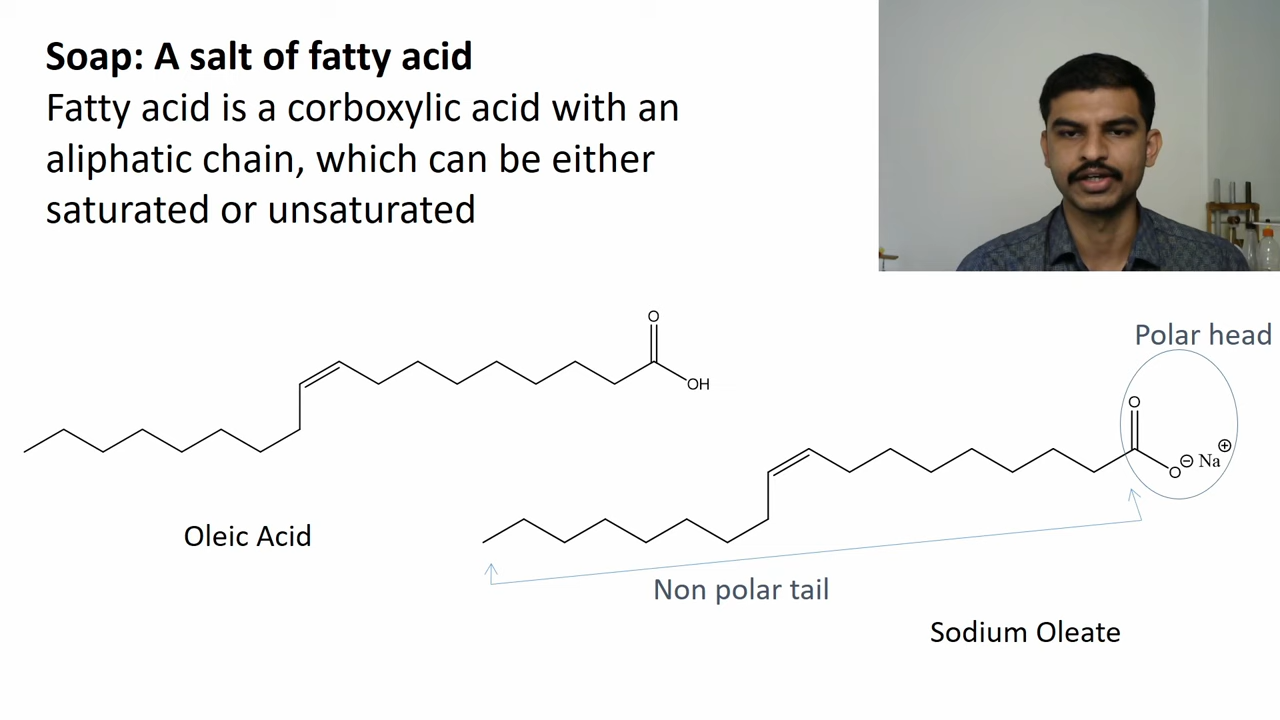 Soap: A salt of fatty acid
Fatty acid is a corboxylic acid with an
aliphatic chain, which can be either
saturated or unsaturated
O
OH
Oleic Acid
Polar head
O
O ⊖ Na ⊕
Non polar tail
Sodium Oleate